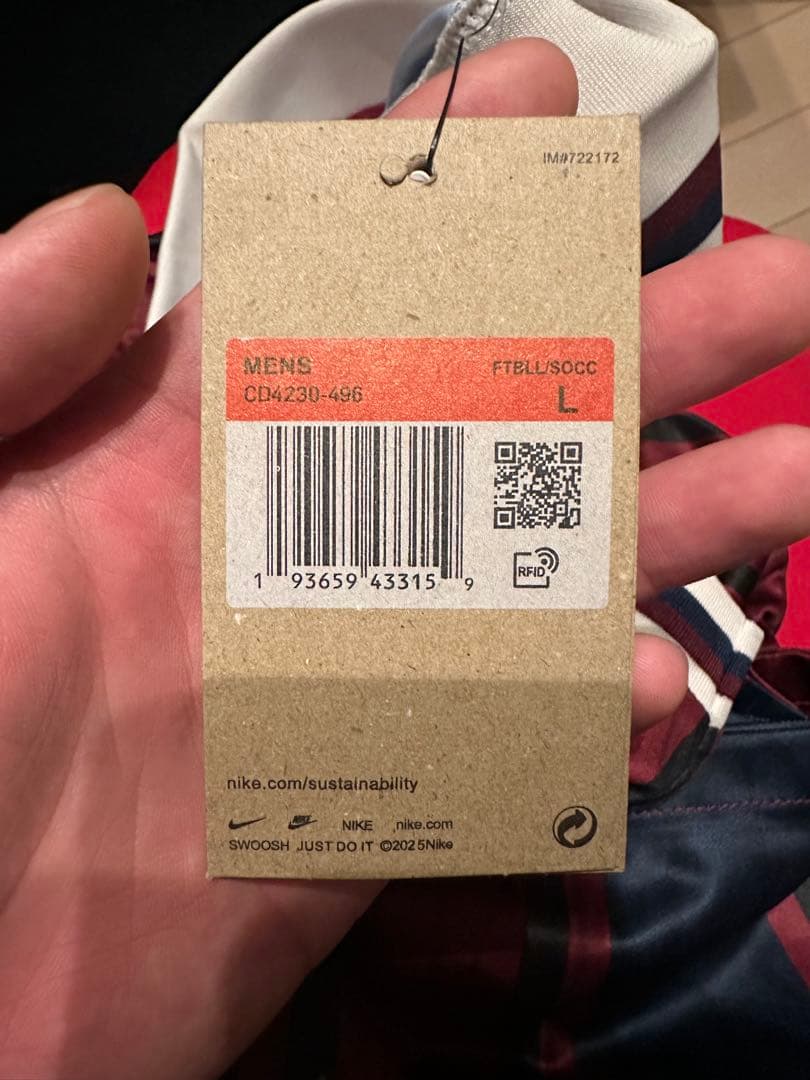 IM#722172
MENS FTBLL/SOCC
CD4230-496 L
1 93659 43315 9
RFID
nike.com/sustainability
NIKE NIKE nike.com
SWOOSH JUST DO IT ©2025Nike